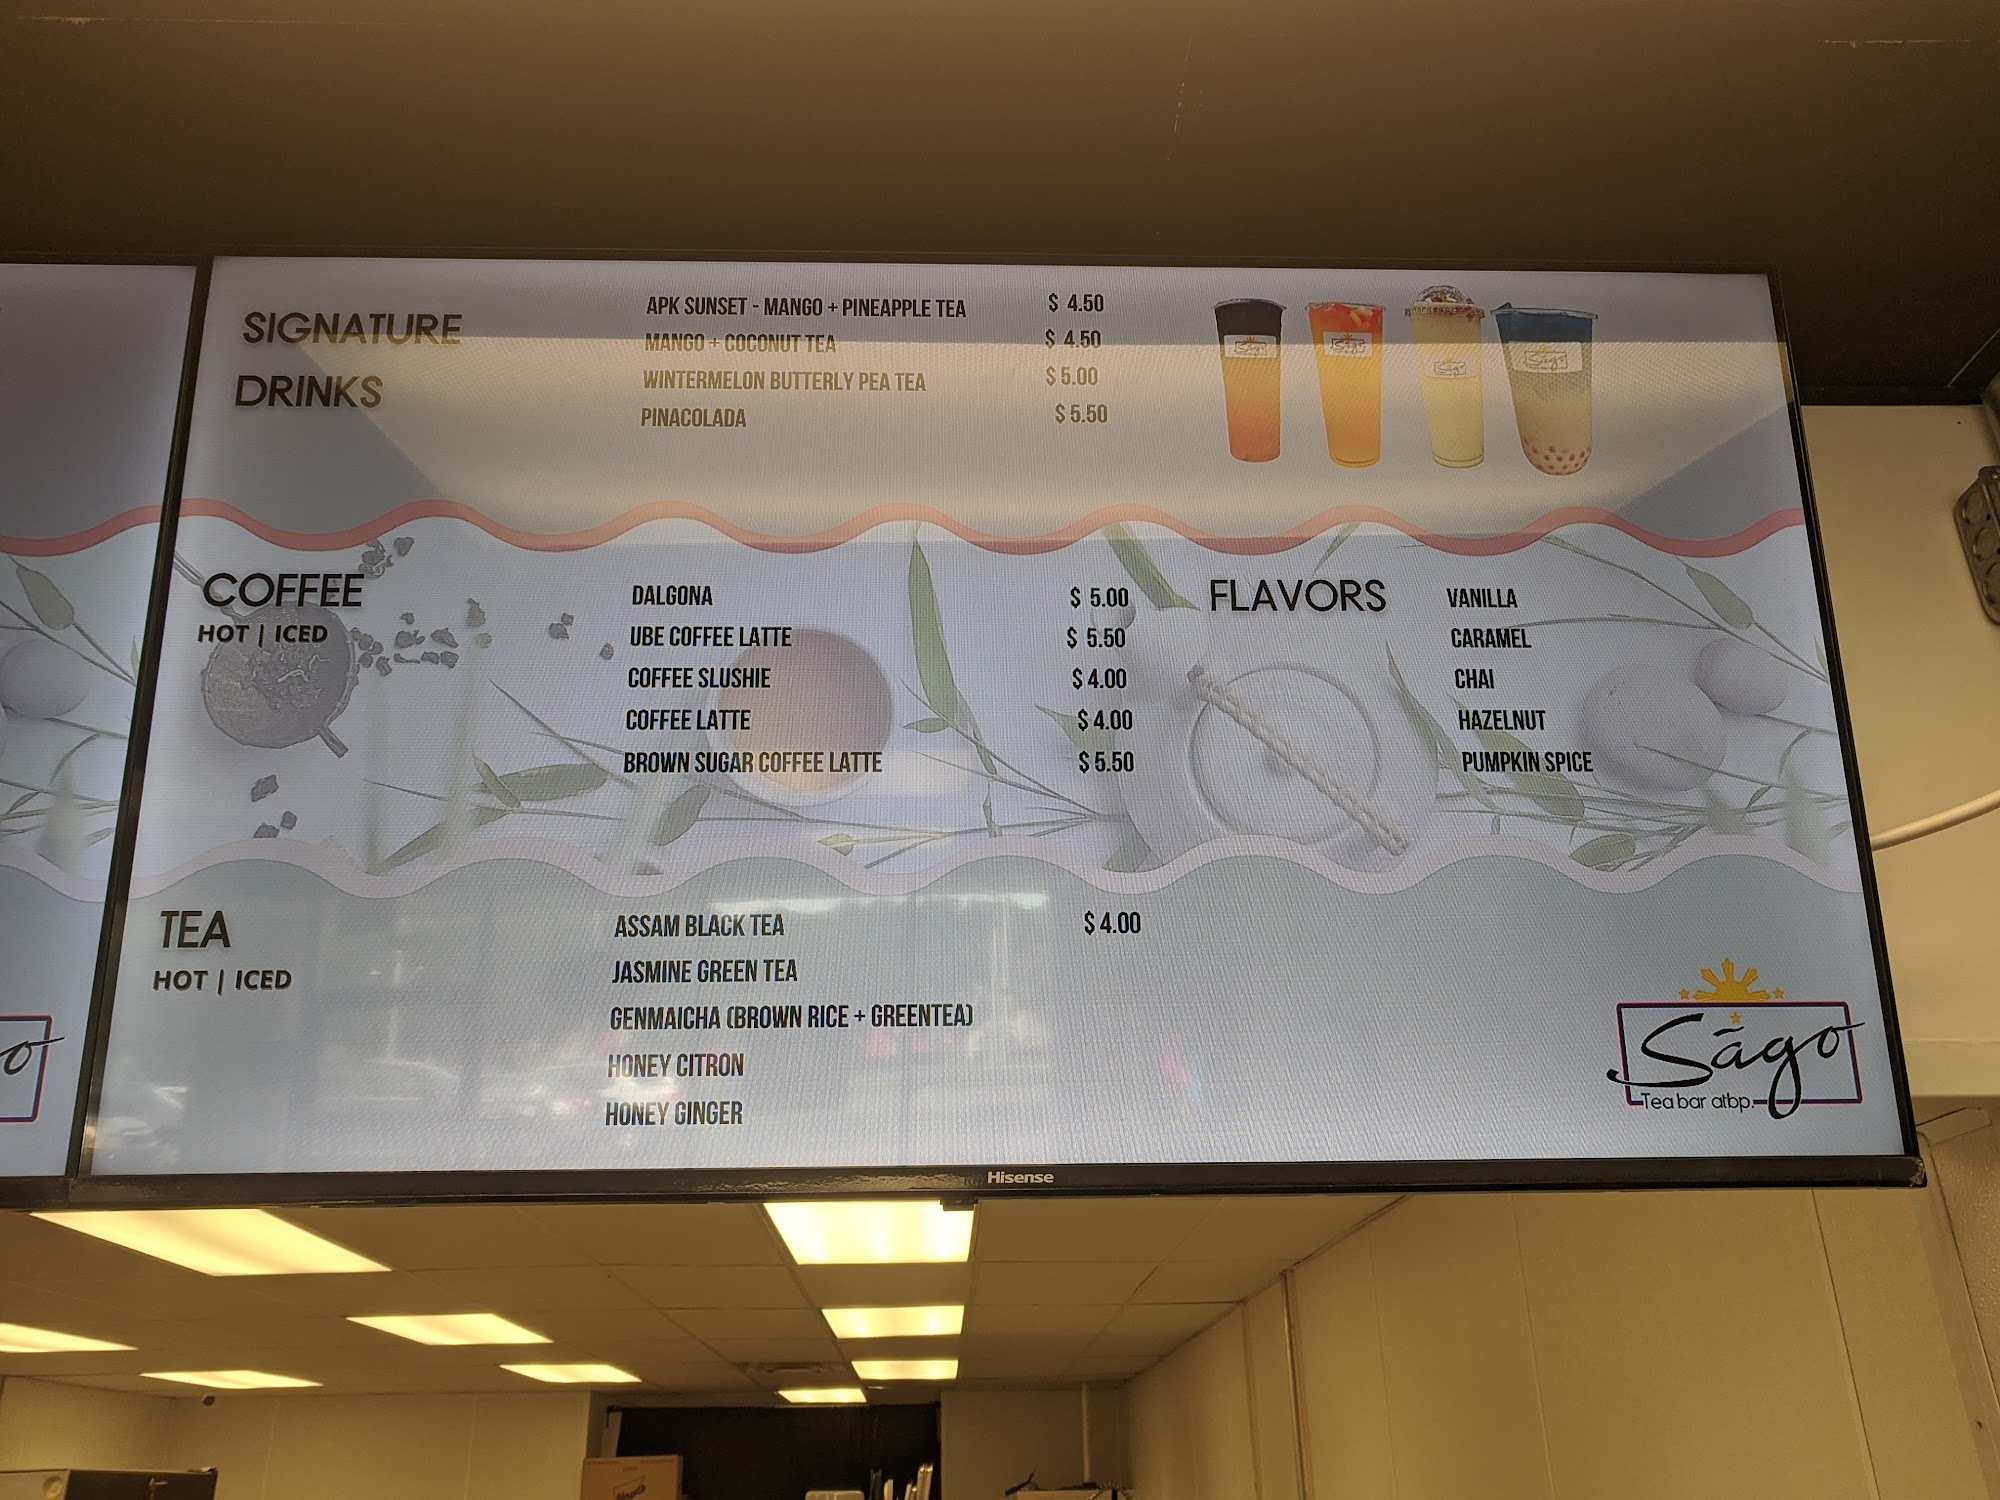 SIGNATURE
DRINKS
APK SUNSET - MANGO + PINEAPPLE TEA $ 4.50
MANGO + COCONUT TEA $ 4.50
WINTERMELON BUTTERLY PEA TEA $ 5.00
PINACOLADA $ 5.50
COFFEE
HOT | ICED
DALGONA $ 5.00
UBE COFFEE LATTE $ 5.50
COFFEE SLUSHIE $ 4.00
COFFEE LATTE $ 4.00
BROWN SUGAR COFFEE LATTE $ 5.50
FLAVORS
VANILLA
CARAMEL
CHAI
HAZELNUT
PUMPKIN SPICE
TEA
HOT | ICED
ASSAM BLACK TEA $ 4.00
JASMINE GREEN TEA
GENMAICHA (BROWN RICE + GREENTEA)
HONEY CITRON
HONEY GINGER
Sāgo
Tea bar atbp.
Hisense